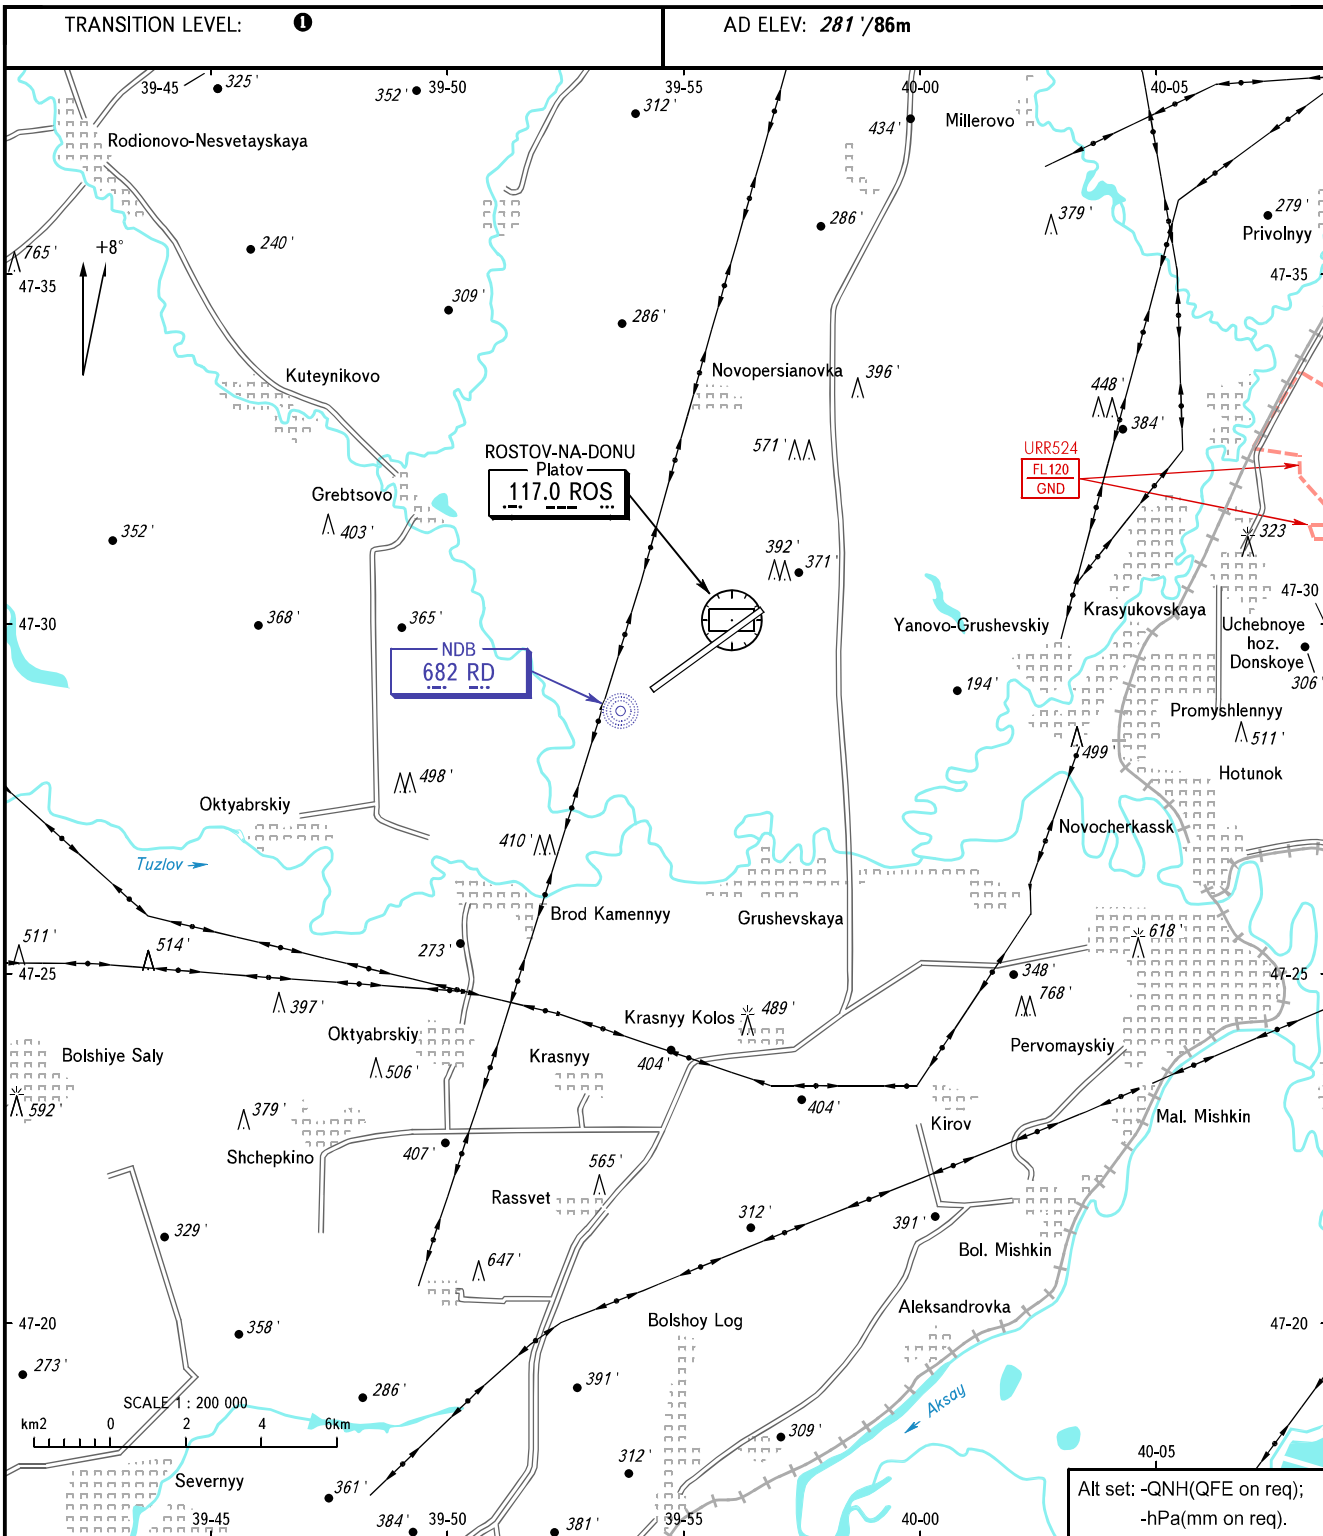 TRANSITION LEVEL: 1
AD ELEV: 281'/86m
39-45
325'
352'
39-50
312'
39-55
434'
40-00
Millerovo
40-05
Rodionovo-Nesvetayskaya
765'
+8°
240'
286'
379'
279'
Privolnyy
47-35
47-35
309'
286'
Kuteynikovo
Novopersianovka
396'
448'
384'
571'
ROSTOV-NA-DONU
Platov
117.0 ROS
URR524
FL120
GND
Grebtsovo
403'
352'
392'
371'
323
47-30
368'
365'
47-30
Krasyukovskaya
Yanovo-Grushevskiy
Uchebnoye
hoz.
Donskoye
306'
NDB
682 RD
194'
Promyshlennyy
511'
499'
Hotunok
498'
Oktyabrskiy
410'
Novocherkassk
Tuzlov
Brod Kamennyy
Grushevskaya
511'
514'
273'
618'
47-25
348'
47-25
397'
768'
489'
Krasnyy Kolos
Oktyabrskiy
Bolshiye Saly
506'
Krasnyy
404'
Pervomayskiy
592'
379'
404'
Kirov
Mal. Mishkin
Shchepkino
407'
565'
Rassvet
329'
312'
391'
Bol. Mishkin
647'
47-20
358'
Bolshoy Log
Aleksandrovka
47-20
273'
286'
391'
SCALE 1 : 200 000
km2 0 2 4 6km
Aksay
309'
312'
Severnyy
361'
40-05
39-45
384'
39-50
381'
39-55
40-00
Alt set: -QNH(QFE on req);
-hPa(mm on req).